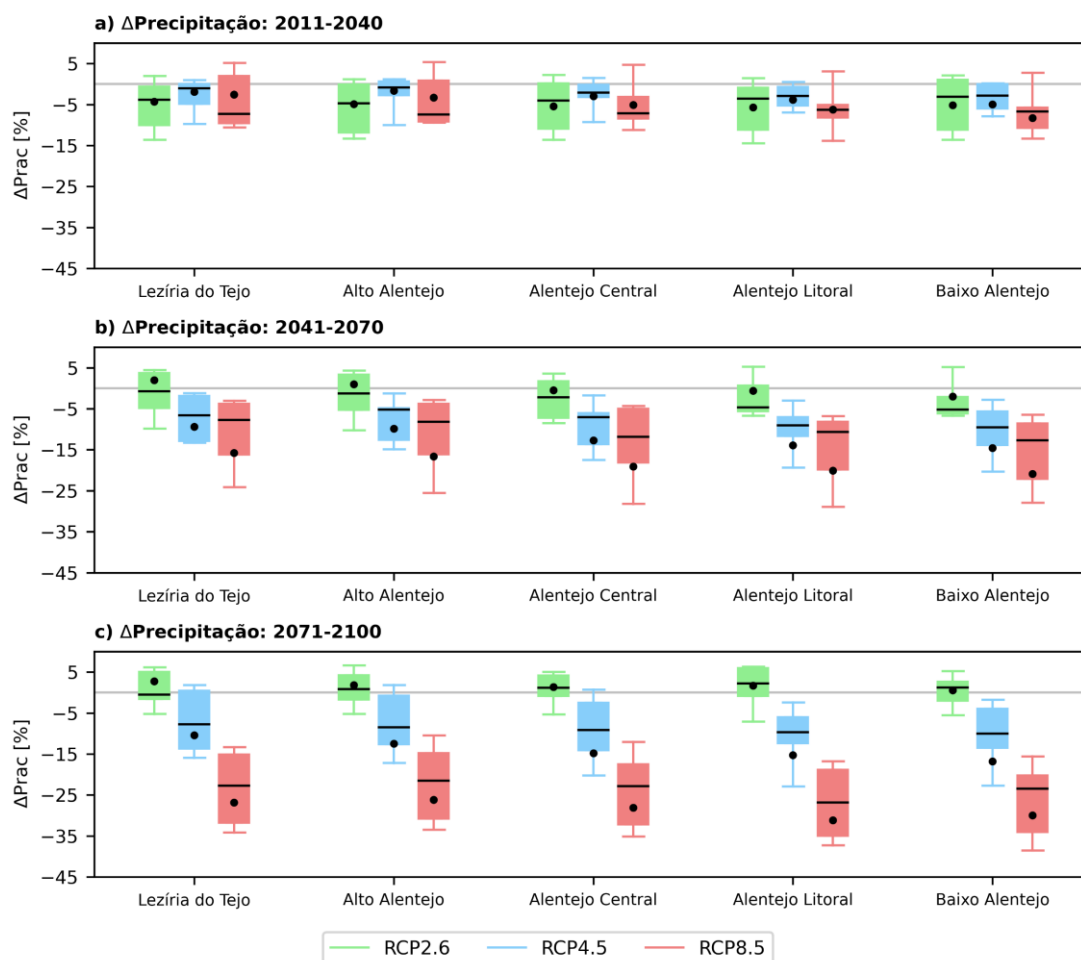 a) ΔPrecipitação: 2011-2040
5
−5
−15
−25
−35
−45
ΔPrac [%]
Lezíria do Tejo Alto Alentejo Alentejo Central Alentejo Litoral Baixo Alentejo
b) ΔPrecipitação: 2041-2070
5
−5
−15
−25
−35
−45
ΔPrac [%]
Lezíria do Tejo Alto Alentejo Alentejo Central Alentejo Litoral Baixo Alentejo
c) ΔPrecipitação: 2071-2100
5
−5
−15
−25
−35
−45
ΔPrac [%]
Lezíria do Tejo Alto Alentejo Alentejo Central Alentejo Litoral Baixo Alentejo
RCP2.6 RCP4.5 RCP8.5